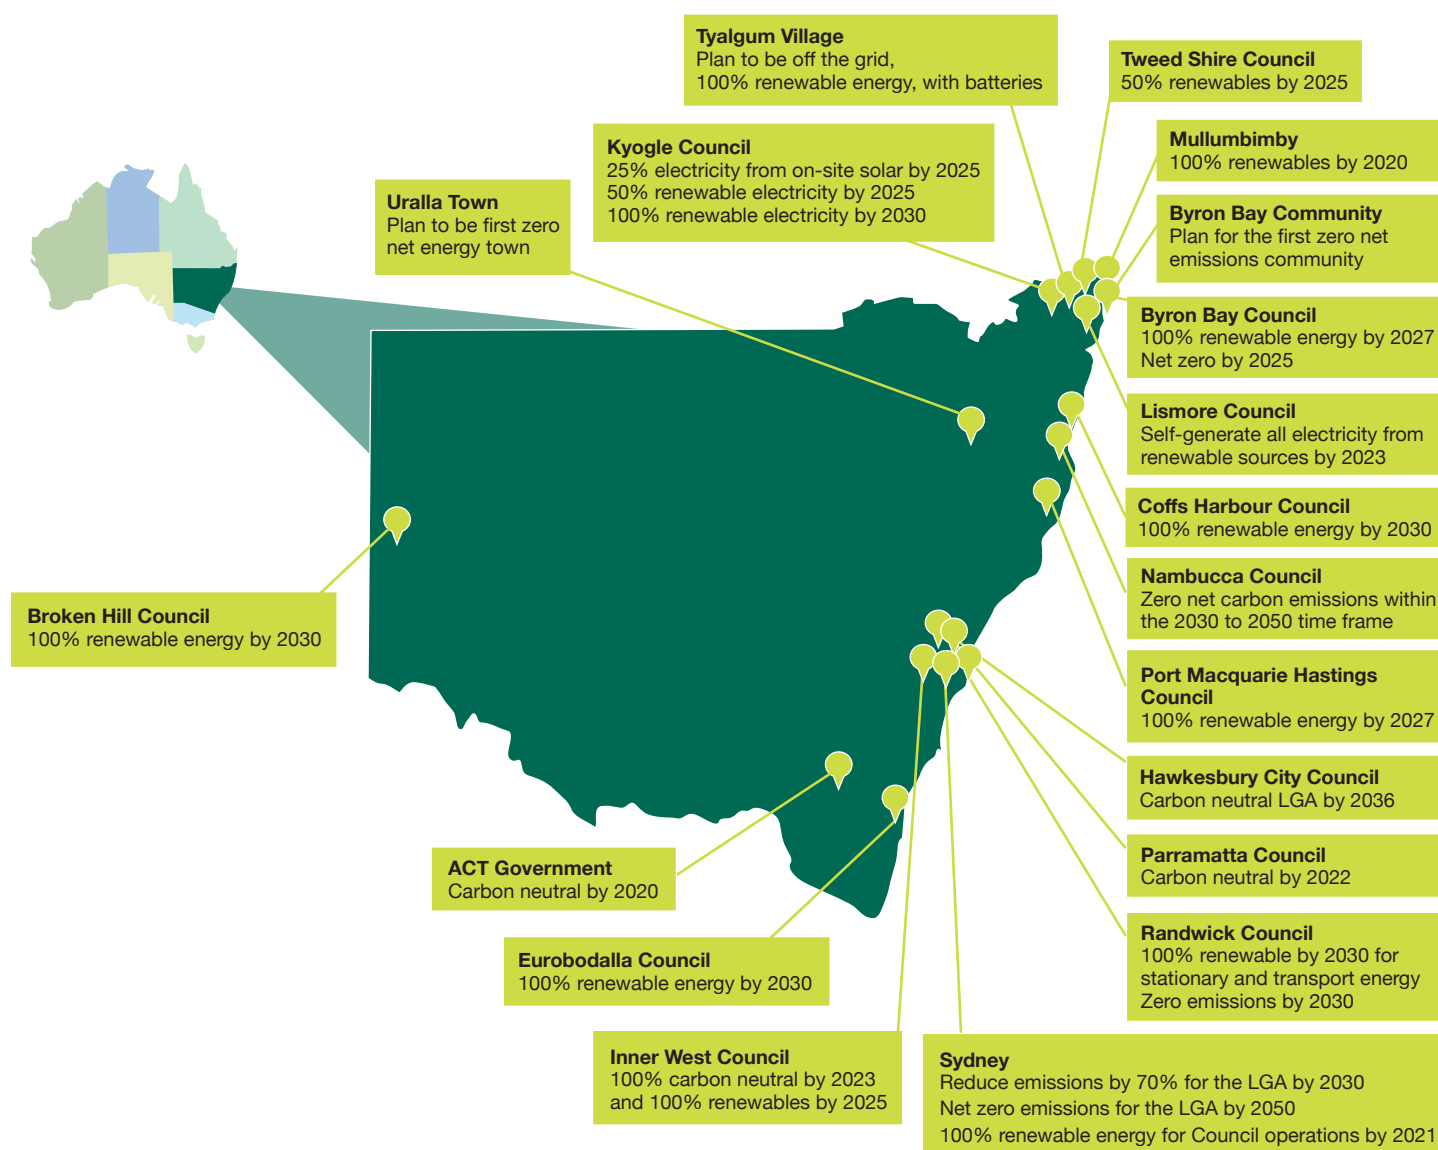 Tyalgum Village
Plan to be off the grid,
100% renewable energy, with batteries
Tweed Shire Council
50% renewables by 2025
Kyogle Council
25% electricity from on-site solar by 2025
50% renewable electricity by 2025
100% renewable electricity by 2030
Mullumbimby
100% renewables by 2020
Uralla Town
Plan to be first zero
net energy town
Byron Bay Community
Plan for the first zero net
emissions community
Byron Bay Council
100% renewable energy by 2027
Net zero by 2025
Lismore Council
Self-generate all electricity from
renewable sources by 2023
Coffs Harbour Council
100% renewable energy by 2030
Nambucca Council
Zero net carbon emissions within
the 2030 to 2050 time frame
Broken Hill Council
100% renewable energy by 2030
Port Macquarie Hastings
Council
100% renewable energy by 2027
Hawkesbury City Council
Carbon neutral LGA by 2036
Parramatta Council
Carbon neutral by 2022
ACT Government
Carbon neutral by 2020
Randwick Council
100% renewable by 2030 for
stationary and transport energy
Zero emissions by 2030
Eurobodalla Council
100% renewable energy by 2030
Inner West Council
100% carbon neutral by 2023
and 100% renewables by 2025
Sydney
Reduce emissions by 70% for the LGA by 2030
Net zero emissions for the LGA by 2050
100% renewable energy for Council operations by 2021